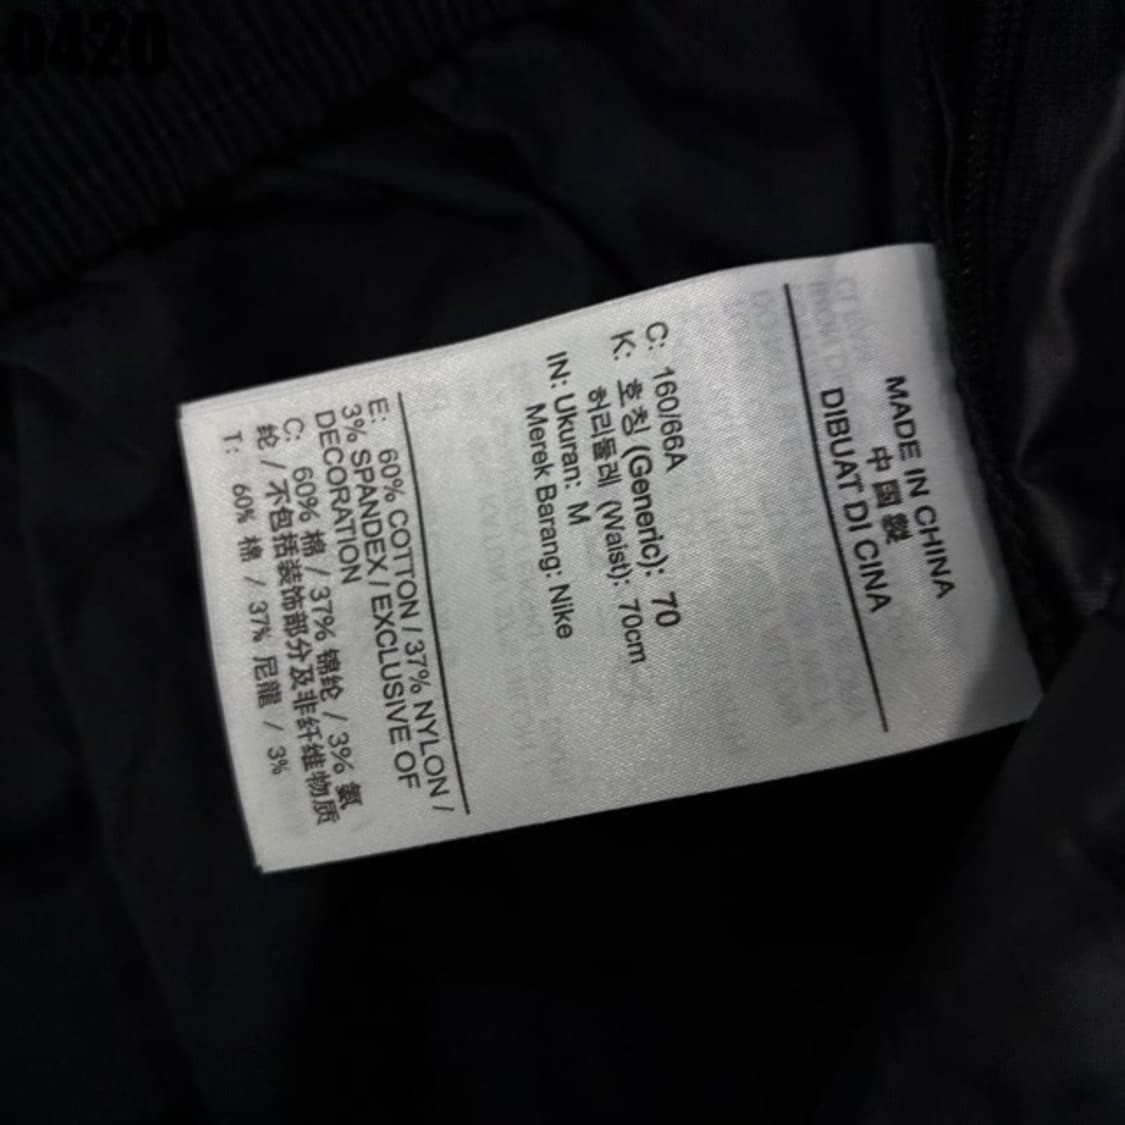 0420
MADE IN CHINA
中國製
DIBUAT DI CINA
C: 160/66A
K: 호칭 (Generic): 70
허리둘레 (Waist): 70cm
IN: Ukuran: M
Merek Barang: Nike
E: 60% COTTON / 37% NYLON /
3% SPANDEX / EXCLUSIVE OF
DECORATION
C: 60% 棉 / 37% 锦纶 / 3% 氨
纶 / 不包括装饰部分及非纤维物质
T: 60% 棉 / 37% 尼龍 / 3%